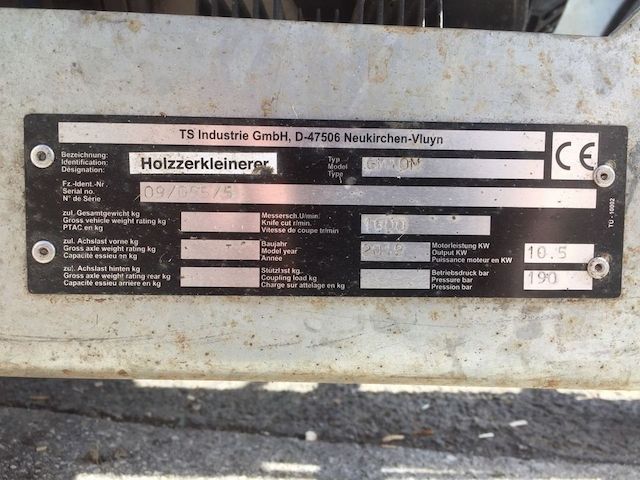 TS Industrie GmbH, D-47506 Neukirchen-Vluyn
CE
Bezeichnung:
Identification:
Désignation:
Holzzerkleinerer
Typ
Model
Type
Fz.-Ident.-Nr.
Serial no.
N° de Série
zul. Gesamtgewicht kg
Gross vehicle weight rating kg
PTAC en kg
Messersch.U/min.
Knife cut r/min.
Vitesse de coupe tr/min.
zul. Achslast vorne kg
Gross axle weight rating kg
Capacité essieu en kg
Baujahr
Model year
Année
Motorleistung KW
Output KW
Puissance moteur en KW
10.5
zul. Achslast hinten kg
Gross axle weight rating rear kg
Capacité essieu arrière en kg
Stützlast kg
Coupling load kg
Charge sur attelage en kg
Betriebsdruck bar
Pressure bar
Pression bar
190
TU-10002